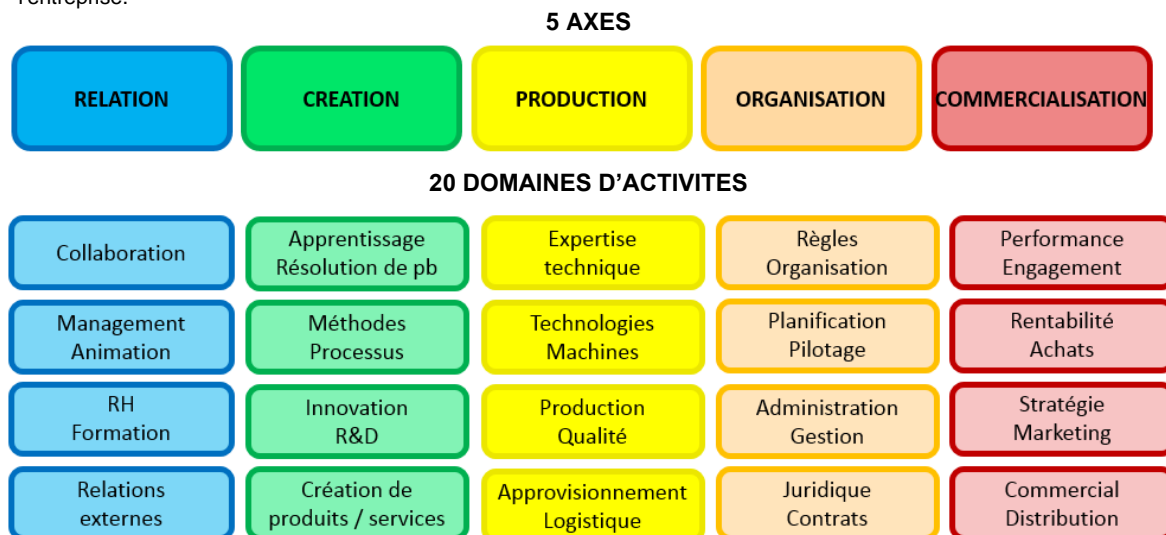 l'entreprise.
5 AXES
RELATION
CREATION
PRODUCTION
ORGANISATION
COMMERCIALISATION
20 DOMAINES D'ACTIVITES
Collaboration
Apprentissage
Résolution de pb
Expertise
technique
Règles
Organisation
Performance
Engagement
Management
Animation
Méthodes
Processus
Technologies
Machines
Planification
Pilotage
Rentabilité
Achats
RH
Formation
Innovation
R&D
Production
Qualité
Administration
Gestion
Stratégie
Marketing
Relations
externes
Création de
produits / services
Approvisionnement
Logistique
Juridique
Contrats
Commercial
Distribution